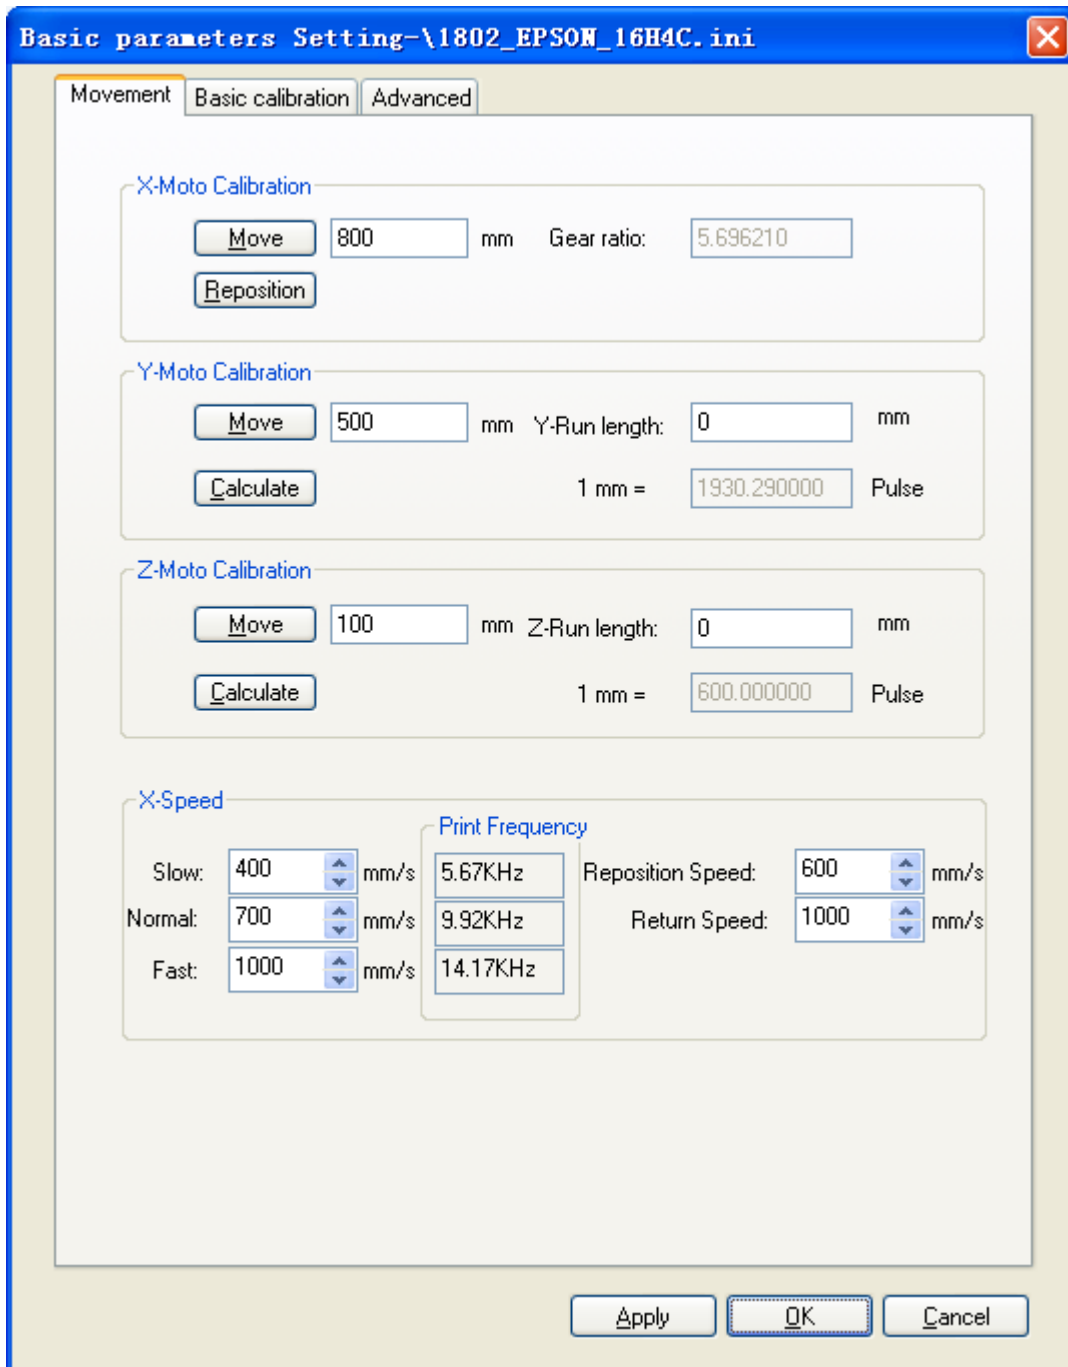 Basic parameters Setting-\1802_EPSON_16H4C.ini
Movement Basic calibration Advanced
X-Moto Calibration
Move 800 mm Gear ratio: 5.696210
Reposition
Y-Moto Calibration
Move 500 mm Y-Run length: 0 mm
Calculate 1 mm = 1930.290000 Pulse
Z-Moto Calibration
Move 100 mm Z-Run length: 0 mm
Calculate 1 mm = 600.000000 Pulse
X-Speed
Print Frequency
Slow: 400 mm/s 5.67KHz Reposition Speed: 600 mm/s
Normal: 700 mm/s 9.92KHz Return Speed: 1000 mm/s
Fast: 1000 mm/s 14.17KHz
Apply OK Cancel